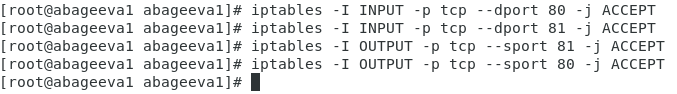 [root@abageeva1 abageeva1]# iptables -I INPUT -p tcp --dport 80 -j ACCEPT
[root@abageeva1 abageeva1]# iptables -I INPUT -p tcp --dport 81 -j ACCEPT
[root@abageeva1 abageeva1]# iptables -I OUTPUT -p tcp --sport 81 -j ACCEPT
[root@abageeva1 abageeva1]# iptables -I OUTPUT -p tcp --sport 80 -j ACCEPT
[root@abageeva1 abageeva1]#